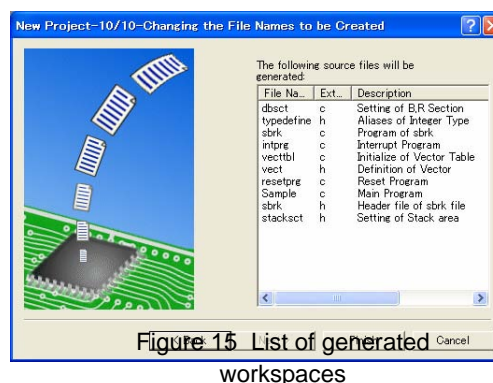 New Project-10/10-Changing the File Names to be Created
The following source files will be
generated:
File Na... Ext... Description
dbsct c Setting of B,R Section
typedefine h Aliases of Integer Type
sbrk c Program of sbrk
intprg c Interrupt Program
vecttbl c Initialize of Vector Table
vect h Definition of Vector
resetprg c Reset Program
Sample c Main Program
sbrk h Header file of sbrk file
stacksct h Setting of Stack area
Cancel
Figure 15 List of generated
workspaces